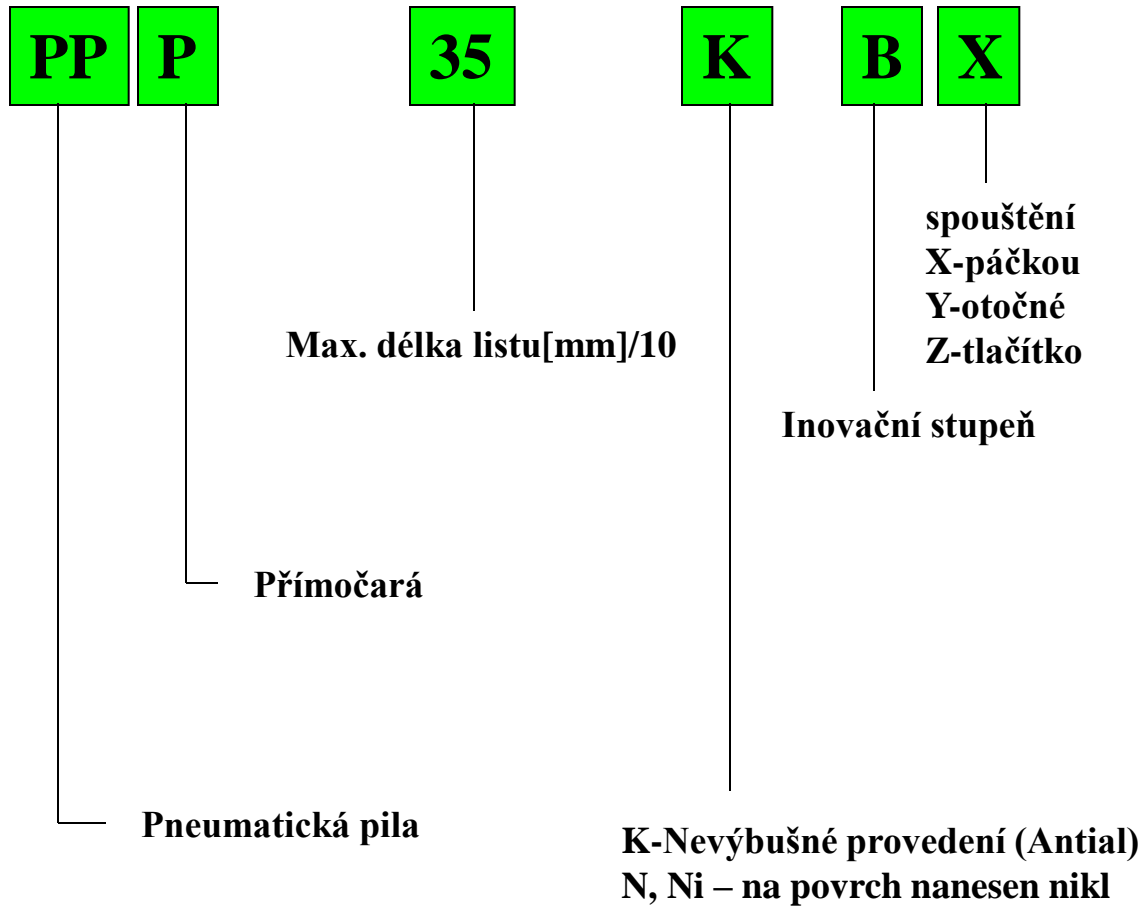 PP P 35 K B X
spouštění
X-páčkou
Y-otočné
Z-tlačítko
Max. délka listu[mm]/10
Inovační stupeň
Přímočará
Pneumatická pila
K-Nevýbušné provedení (Antial)
N, Ni – na povrch nanesen nikl